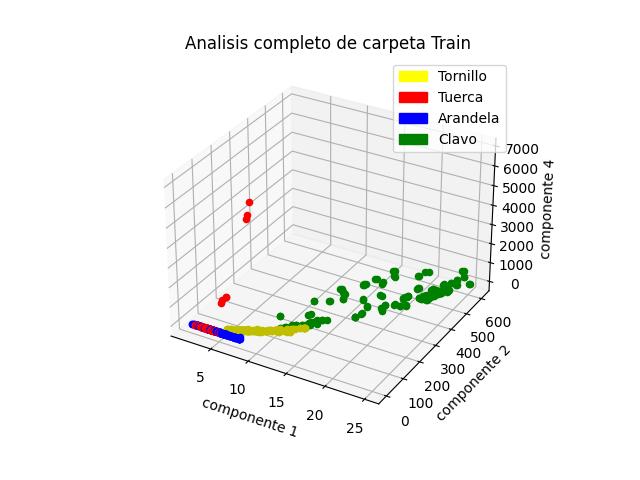 Analisis completo de carpeta Train
Tornillo
Tuerca
Arandela
Clavo
7000
6000
5000
4000
3000
2000
1000
0
componente 4
600
500
400
300
200
100
0
componente 2
5
10
15
20
25
componente 1